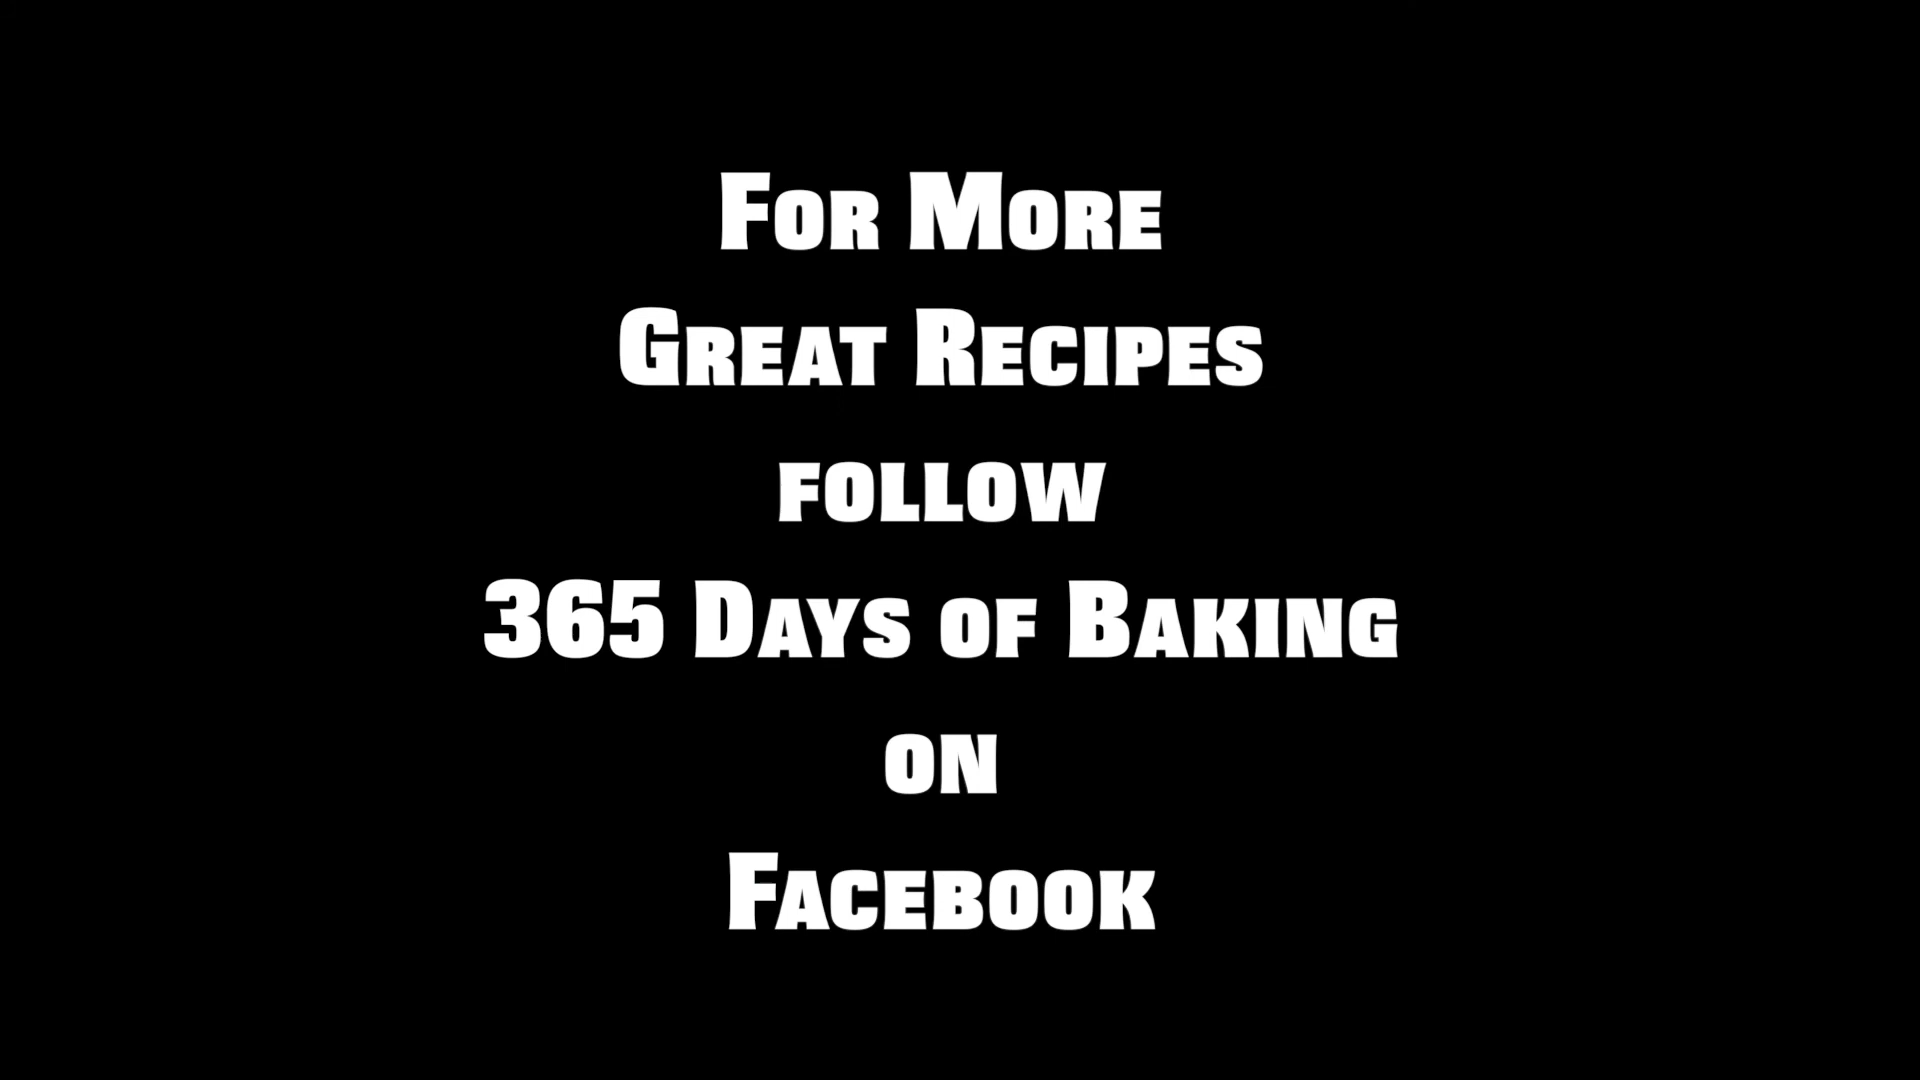 For More
Great Recipes
follow
365 Days of Baking
on
Facebook